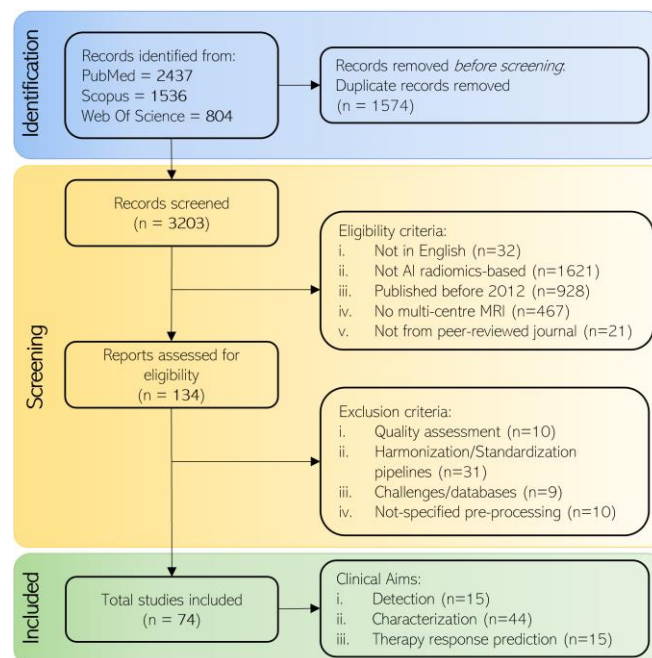 Identification
Records identified from:
PubMed = 2437
Scopus = 1536
Web Of Science = 804
Records removed before screening:
Duplicate records removed
(n = 1574)
Screening
Records screened
(n = 3203)
Eligibility criteria:
i. Not in English (n=32)
ii. Not AI radiomics-based (n=1621)
iii. Published before 2012 (n=928)
iv. No multi-centre MRI (n=467)
v. Not from peer-reviewed journal (n=21)
Reports assessed for
eligibility
(n = 134)
Exclusion criteria:
i. Quality assessment (n=10)
ii. Harmonization/Standardization
pipelines (n=31)
iii. Challenges/databases (n=9)
iv. Not-specified pre-processing (n=10)
Included
Total studies included
(n = 74)
Clinical Aims:
i. Detection (n=15)
ii. Characterization (n=44)
iii. Therapy response prediction (n=15)